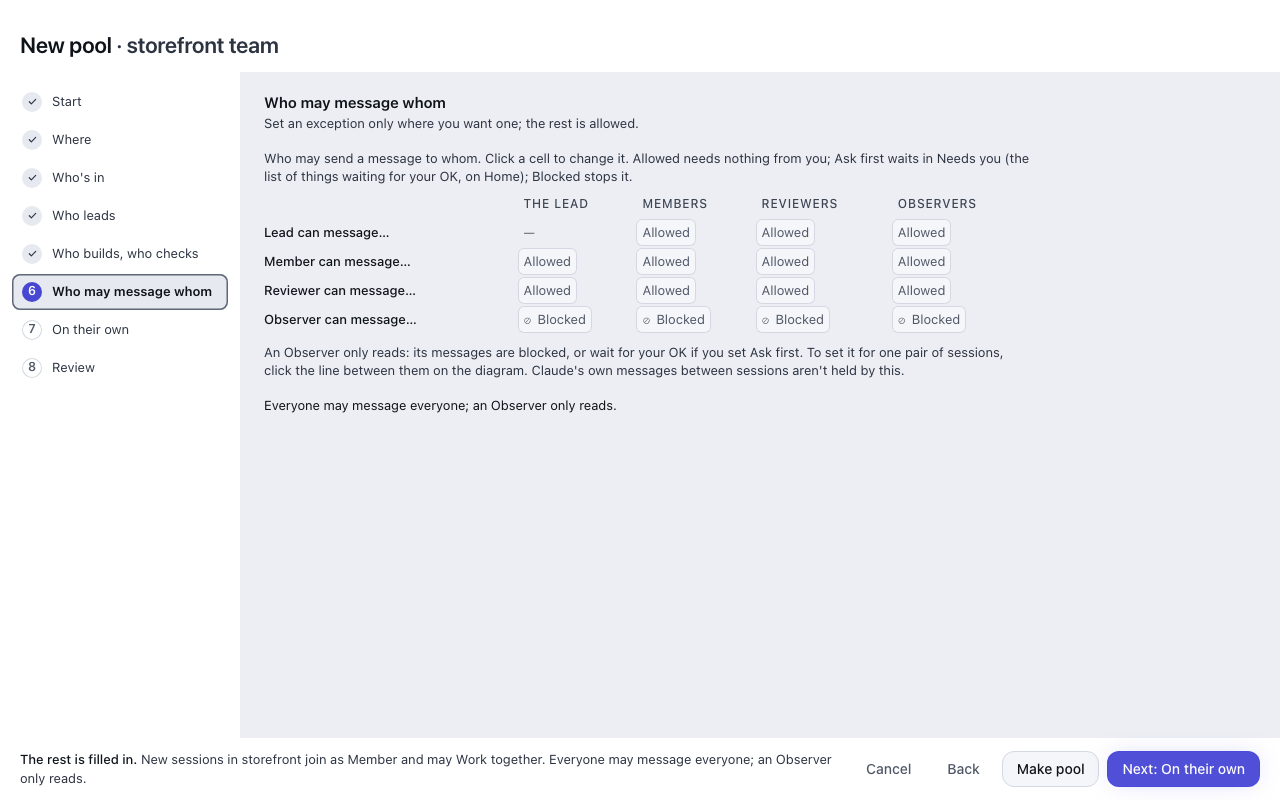 New pool · storefront team
Start
Where
Who's in
Who leads
Who builds, who checks
6 Who may message whom
7 On their own
8 Review
Who may message whom
Set an exception only where you want one; the rest is allowed.
Who may send a message to whom. Click a cell to change it. Allowed needs nothing from you; Ask first waits in Needs you (the
list of things waiting for your OK, on Home); Blocked stops it.
THE LEAD MEMBERS REVIEWERS OBSERVERS
Lead can message… — Allowed Allowed Allowed
Member can message… Allowed Allowed Allowed Allowed
Reviewer can message… Allowed Allowed Allowed Allowed
Observer can message… Blocked Blocked Blocked Blocked
An Observer only reads: its messages are blocked, or wait for your OK if you set Ask first. To set it for one pair of sessions,
click the line between them on the diagram. Claude's own messages between sessions aren't held by this.
Everyone may message everyone; an Observer only reads.
The rest is filled in. New sessions in storefront join as Member and may Work together. Everyone may message everyone; an Observer
only reads.
Cancel Back Make pool Next: On their own